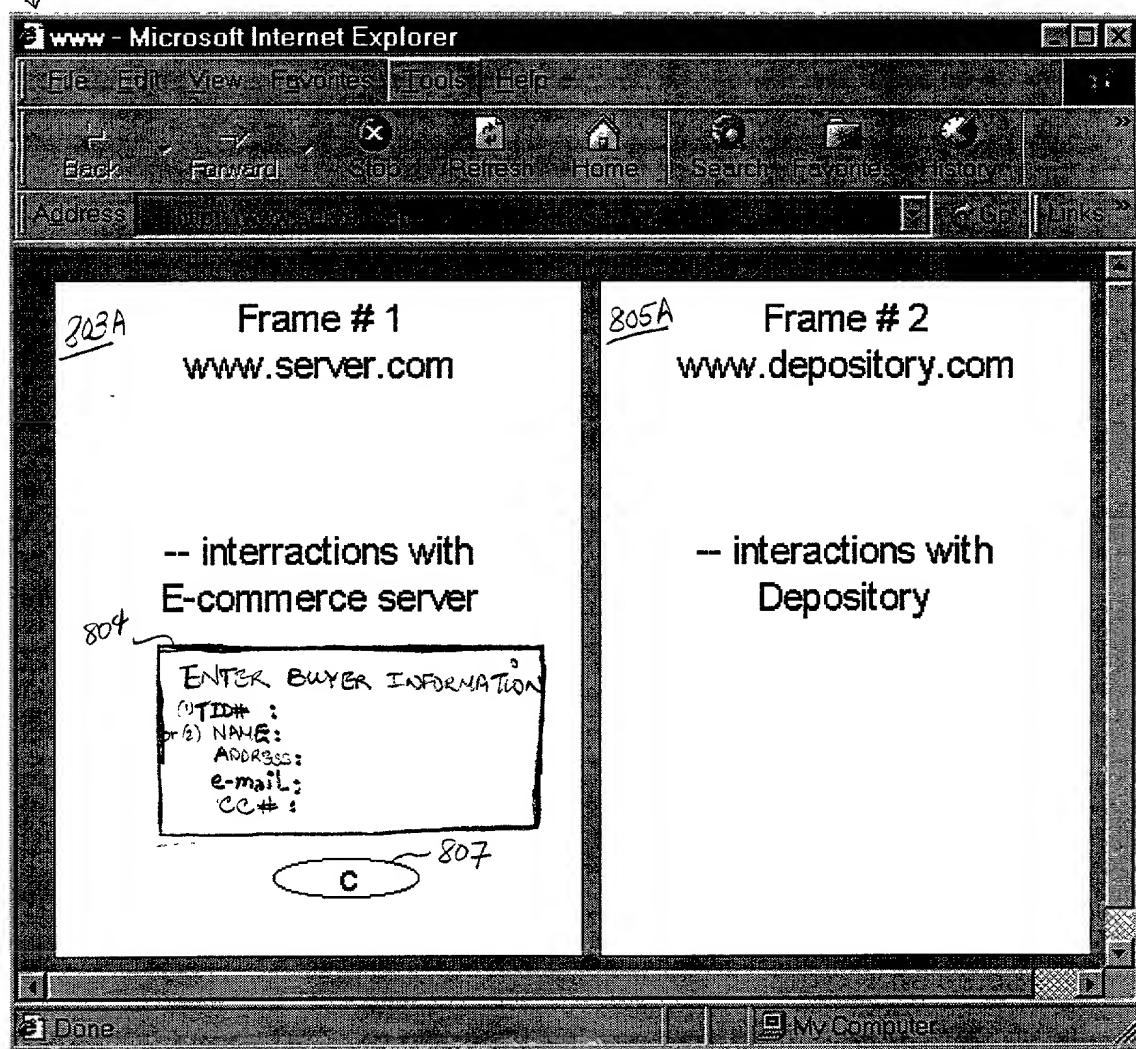 www - Microsoft Internet Explorer
File Edit View Favorites Tools Help
Back Forward Stop Refresh Home Search Favorites History »
Address Go Links »
803A Frame # 1
www.server.com
-- interractions with
E-commerce server
804
ENTER BUYER INFORMATION
(1) TID# :
or (2) NAME:
ADDRESS:
e-mail:
CC# :
807
C
805A Frame # 2
www.depository.com
-- interactions with
Depository
Done My Computer